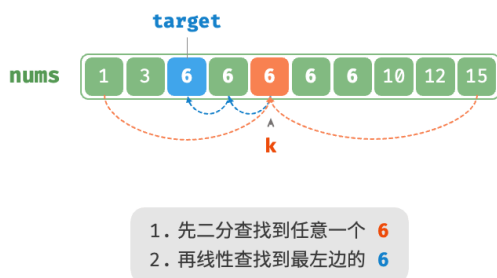 target
nums 1 3 6 6 6 6 6 10 12 15
k
1. 先二分查找到任意一个 6
2. 再线性查找到最左边的 6